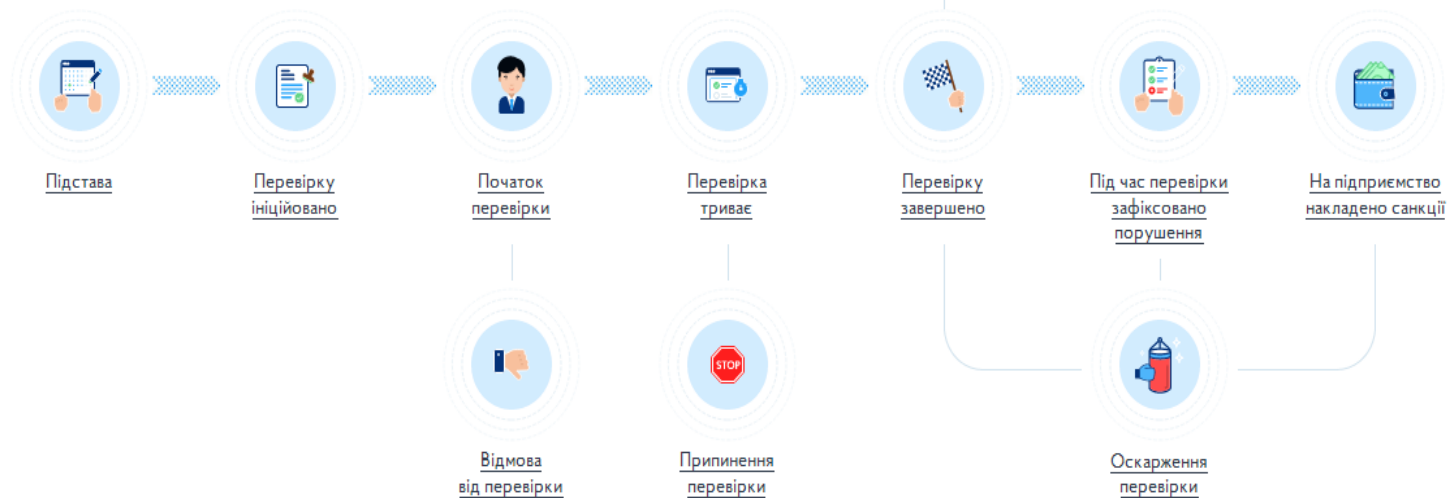 Підстава
Перевірку
ініційовано
Початок
перевірки
Перевірка
триває
Перевірку
завершено
Під час перевірки
зафіксовано
порушення
На підприємство
накладено санкції
Відмова
від перевірки
STOP
Припинення
перевірки
Оскарження
перевірки